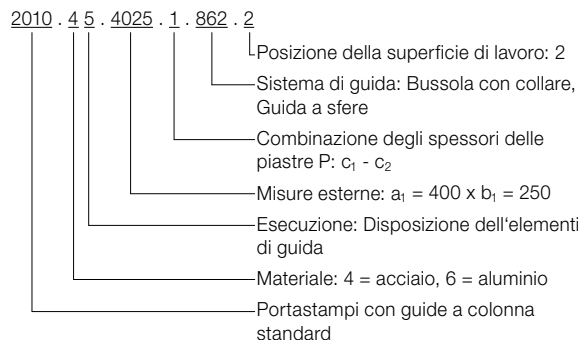 2010 . 4 5 . 4025 . 1 . 862 . 2
Posizione della superficie di lavoro: 2
Sistema di guida: Bussola con collare,
Guida a sfere
Combinazione degli spessori delle
piastre P: c₁ - c₂
Misure esterne: a₁ = 400 x b₁ = 250
Esecuzione: Disposizione dell‘elementi
di guida
Materiale: 4 = acciaio, 6 = aluminio
Portastampi con guide a colonna
standard